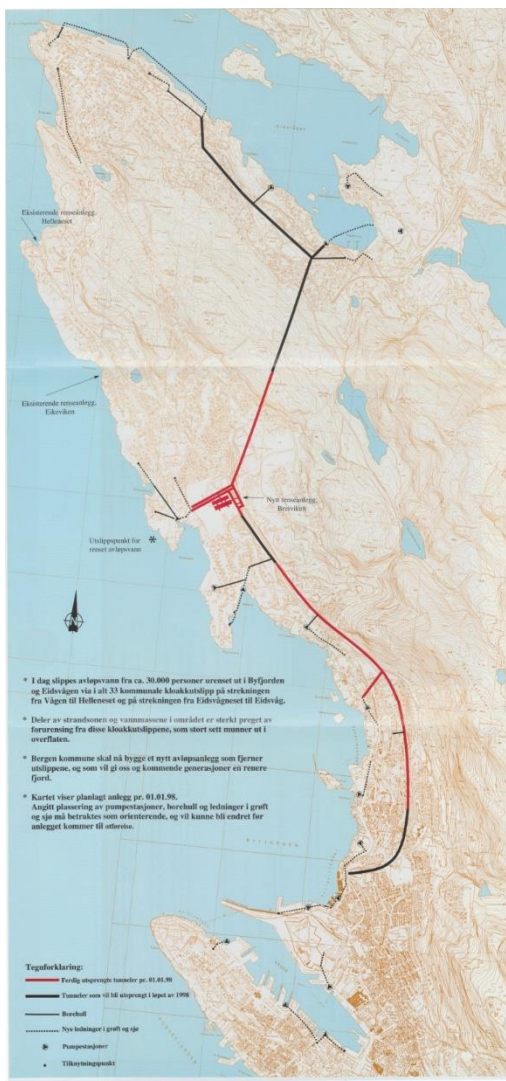 Eksisterende renseanlegg,
Helleneset
Eksisterende renseanlegg,
Eikeviken
Nytt renseanlegg,
Breiviken
Utslippspunkt for
renset avløpsvann
* I dag slippes avløpsvann fra ca. 30.000 personer urenset ut i Byfjorden
og Eidsvågen via i alt 33 kommunale kloakkutslipp på strekningen
fra Vågen til Helleneset og på strekningen fra Eidsvågneset til Eidsvåg.
* Deler av strandsonen og vannmassene i området er sterkt preget av
forurensing fra disse kloakkutslippene, som stort sett munner ut i
overflaten.
* Bergen kommune skal nå bygge et nytt avløpsanlegg som fjerner
utslippene, og som vil gi oss og kommende generasjoner en renere
fjord.
* Kartet viser planlagt anlegg pr. 01.01.98.
Angitt plassering av pumpestasjoner, borehull og ledninger i grøft
og sjø må betraktes som orienterende, og vil kunne bli endret før
anlegget kommer til utførelse.
Tegnforklaring:
Ferdig utsprengte tunneler pr. 01.01.98
Tunneler som vil bli utsprengt i løpet av 1998
Borehull
Nye ledninger i grøft og sjø
Pumpestasjoner
Tilknytningspunkt